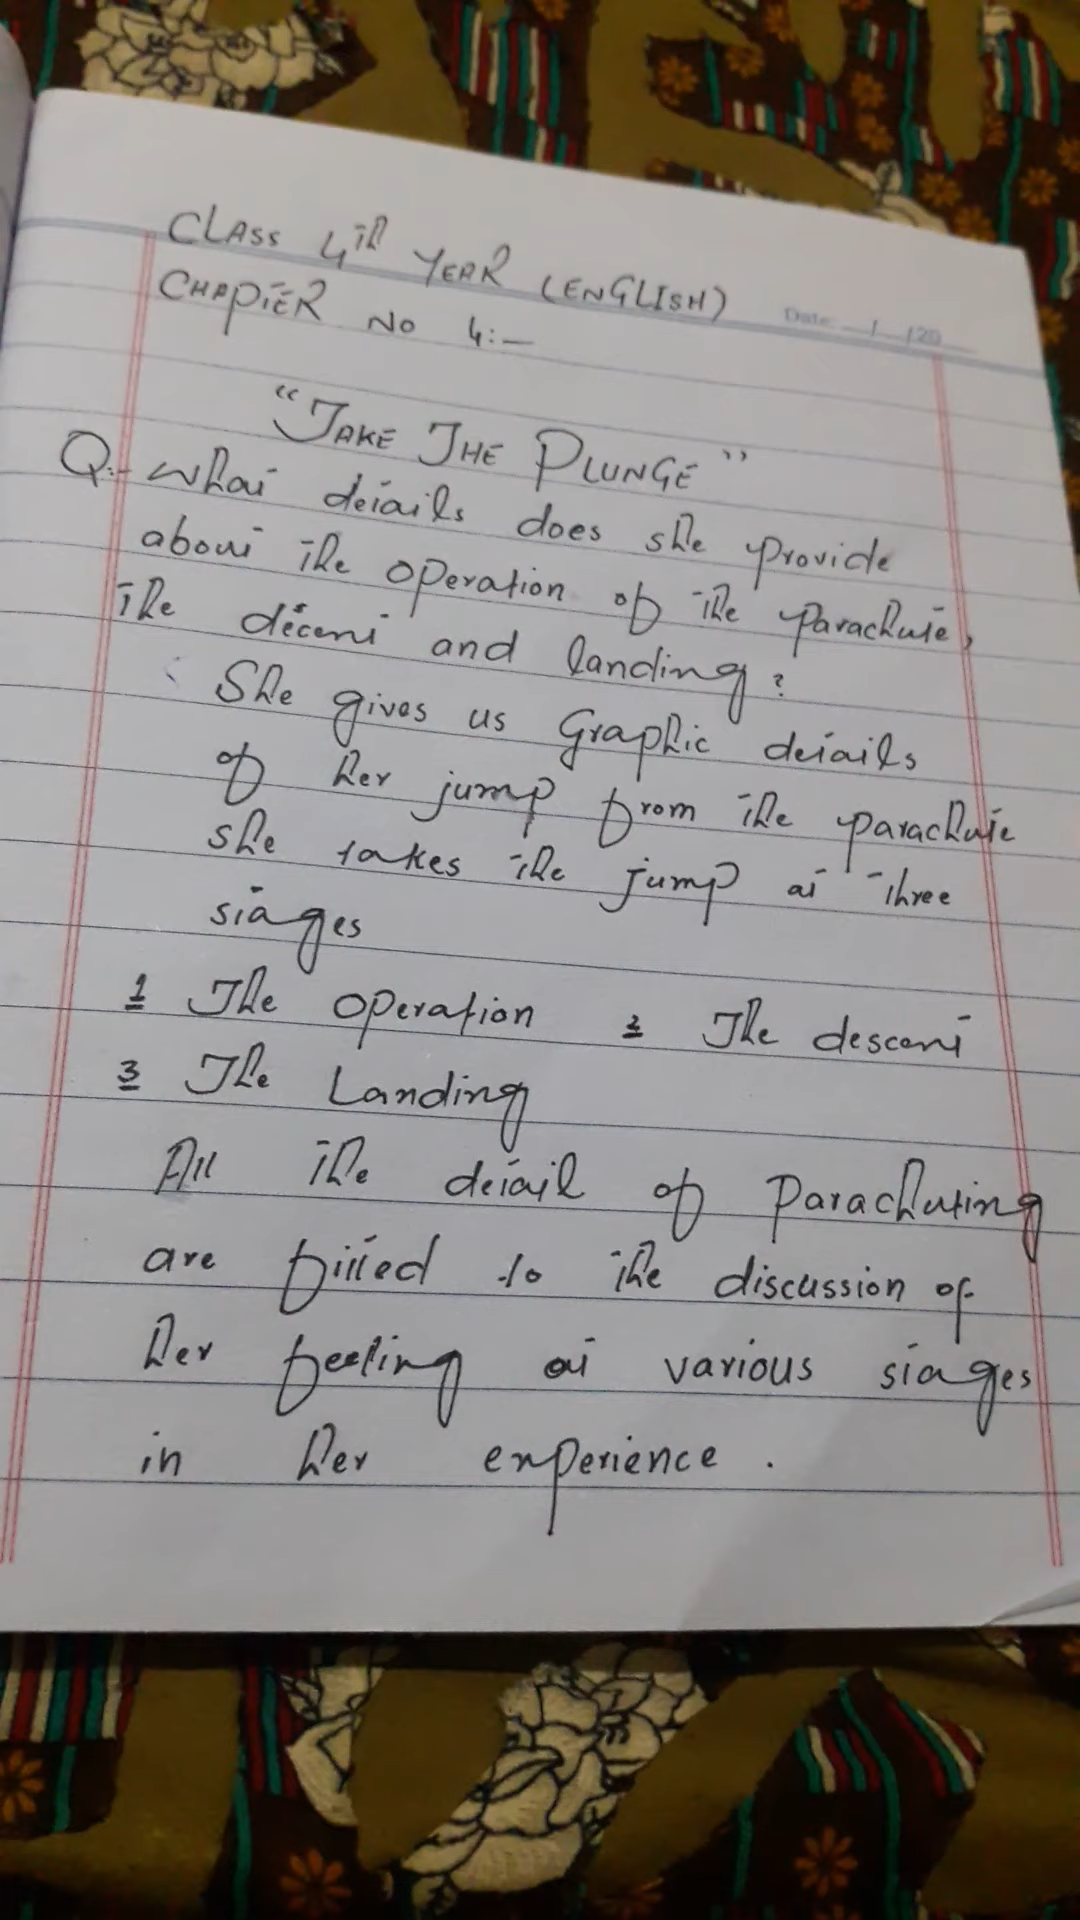 CLASS 4th YEAR (ENGLISH)
CHAPTER NO 4:-
Date: / /20
"TAKE THE PLUNGE"
Q:- what details does she provide
about the operation of the parachute,
the decent and landing?
She gives us Graphic details
of her jump from the parachute
she takes the jump at three
stages
1 The operation 2 The descent
3 The Landing
All the detail of parachuting
are fitted to the discussion of
her feeling at various stages
in her experience.